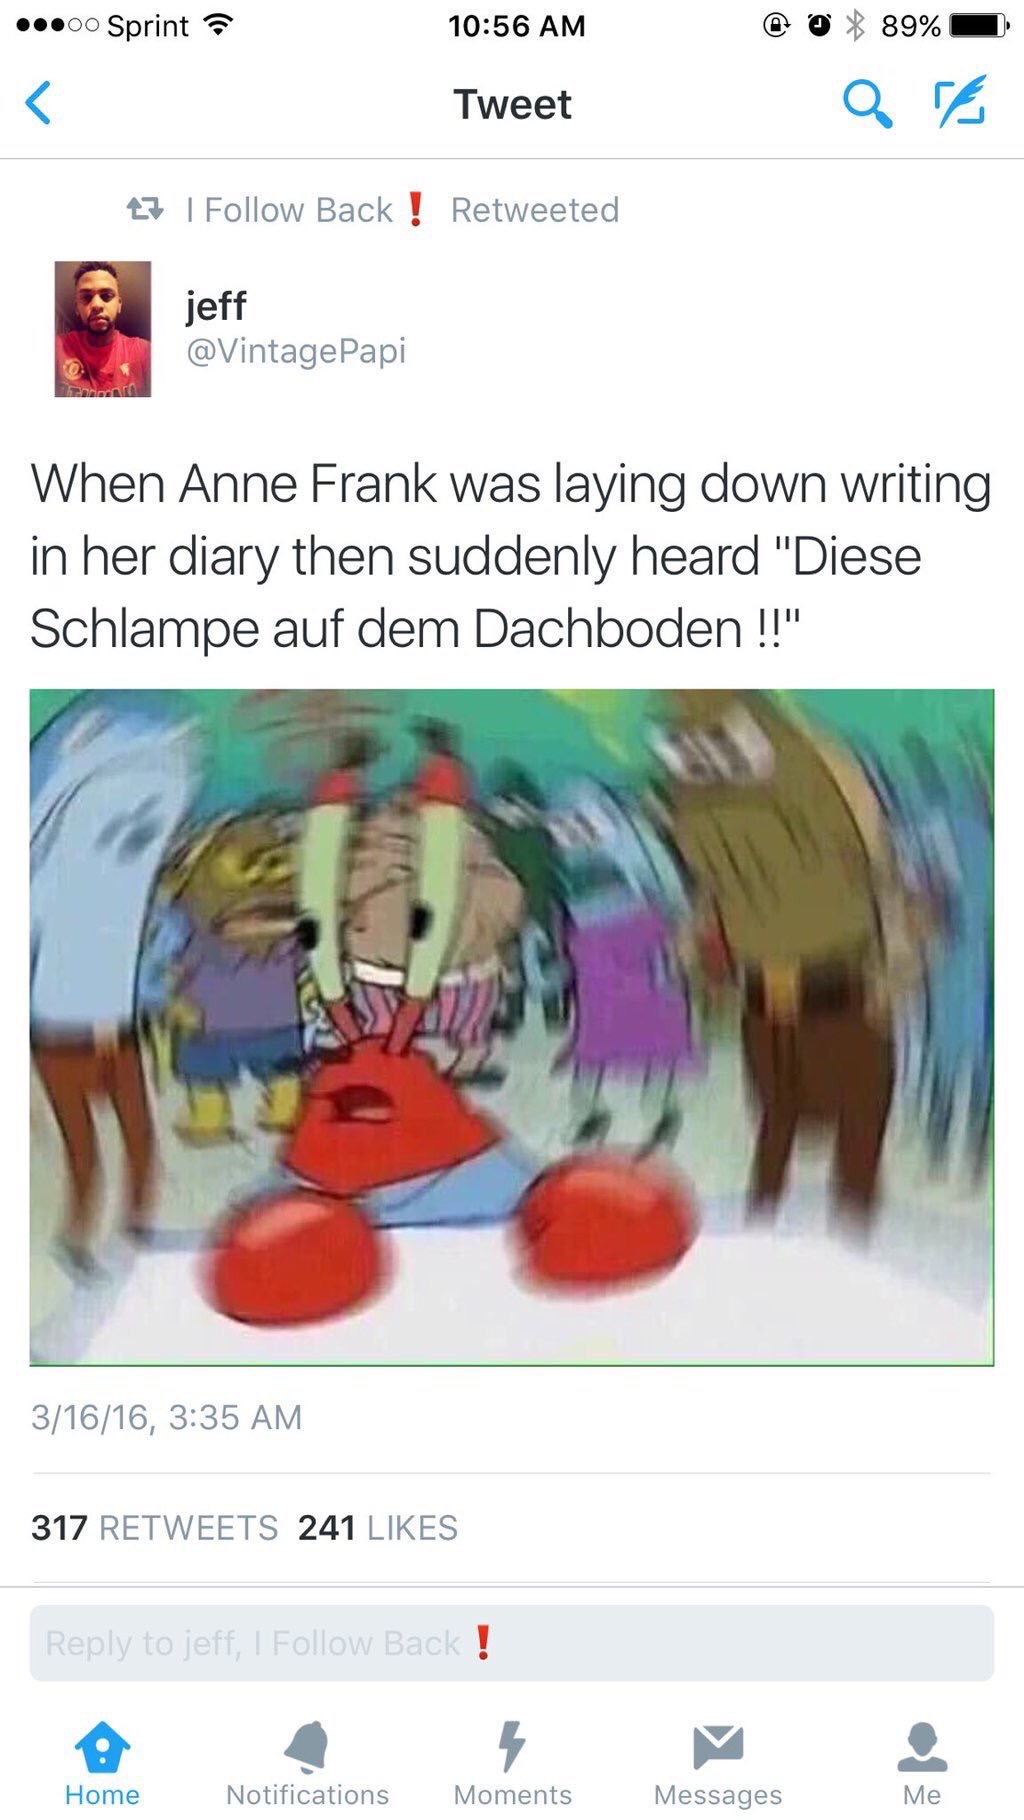 Sprint 10:56 AM 89%
Tweet
I Follow Back❗ Retweeted
jeff
@VintagePapi
When Anne Frank was laying down writing
in her diary then suddenly heard "Diese
Schlampe auf dem Dachboden !!"
3/16/16, 3:35 AM
317 RETWEETS 241 LIKES
Reply to jeff, I Follow Back❗
Home Notifications Moments Messages Me